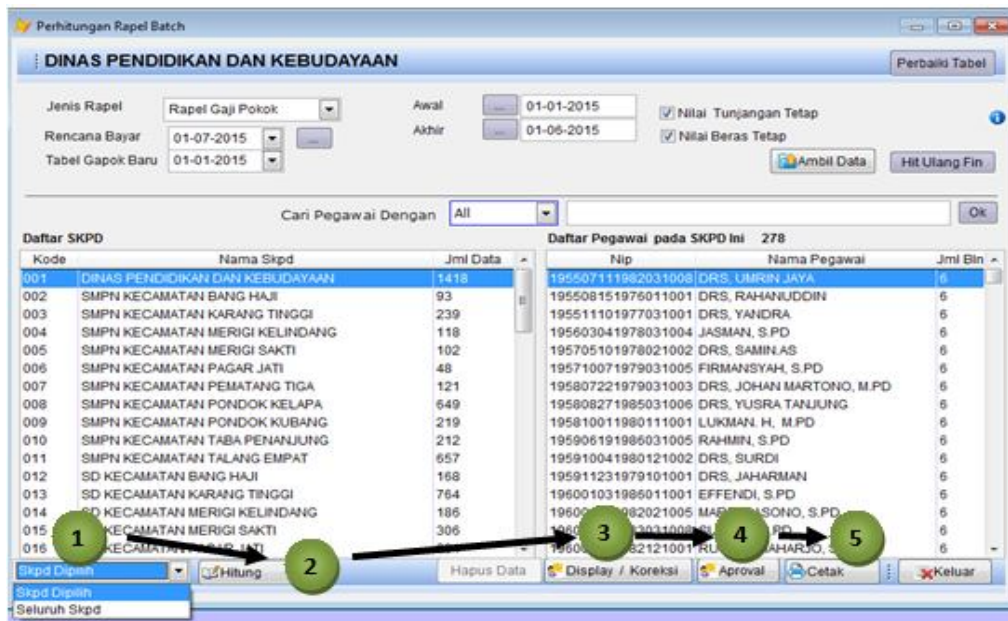 Perhitungan Rapel Batch
DINAS PENDIDIKAN DAN KEBUDAYAAN
Perbaiki Tabel
Jenis Rapel Rapel Gaji Pokok Awal ... 01-01-2015 Nilai Tunjangan Tetap
Rencana Bayar 01-07-2015 ... Akhir ... 01-06-2015 Nilai Beras Tetap
Tabel Gapok Baru 01-01-2015 Ambil Data Hit Ulang Fin
Cari Pegawai Dengan All Ok
Daftar SKPD Daftar Pegawai pada SKPD Ini 278
Kode Nama Skpd Jml Data Nip Nama Pegawai Jml Bln
001 DINAS PENDIDIKAN DAN KEBUDAYAAN 1418 195507111982031008 DRS, UMRIN JAYA 6
002 SMPN KECAMATAN BANG HAJI 93 195508151976011001 DRS, RAHANUDDIN 6
003 SMPN KECAMATAN KARANG TINGGI 239 195511101977031001 DRS, YANDRA 6
004 SMPN KECAMATAN MERIGI KELINDANG 118 195603041978031004 JASMAN, S.PD 6
005 SMPN KECAMATAN MERIGI SAKTI 102 195705101978021002 DRS, SAMIN.AS 6
006 SMPN KECAMATAN PAGAR JATI 48 195710071979031005 FIRMANSYAH, S.PD 6
007 SMPN KECAMATAN PEMATANG TIGA 121 195807221979031003 DRS, JOHAN MARTONO, M.PD 6
008 SMPN KECAMATAN PONDOK KELAPA 649 195808271985031006 DRS, YUSRA TANJUNG 6
009 SMPN KECAMATAN PONDOK KUBANG 219 195810011980111001 LUKMAN. H, M.PD 6
010 SMPN KECAMATAN TABA PENANJUNG 212 195906191986031005 RAHMIN, S.PD 6
011 SMPN KECAMATAN TALANG EMPAT 657 195910041980121002 DRS, SURDI 6
012 SD KECAMATAN BANG HAJI 168 195911231979101001 DRS, JAHARMAN 6
013 SD KECAMATAN KARANG TINGGI 764 196001031986011001 EFFENDI, S.PD 6
014 SD KECAMATAN MERIGI KELINDANG 186 6
015 KECAMATAN MERIGI SAKTI 306 6
016 6
1 2 3 4 5
Skpd Dipilih Hitung Hapus Data Display / Koreksi Aproval Cetak Keluar
Skpd Dipilih
Seluruh Skpd